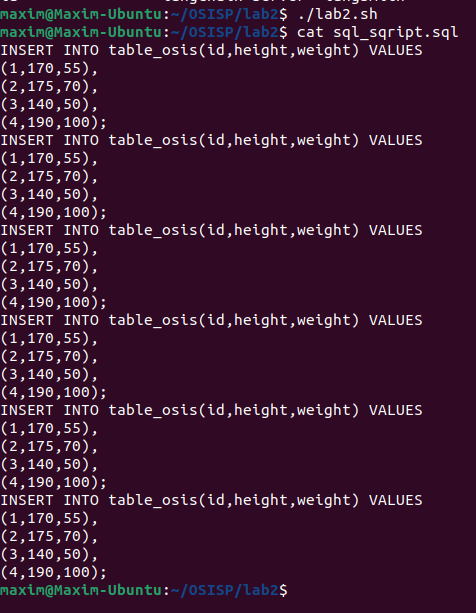 maxim@Maxim-Ubuntu:~/OSISP/lab2$ ./lab2.sh
maxim@Maxim-Ubuntu:~/OSISP/lab2$ cat sql_sqript.sql
INSERT INTO table_osis(id,height,weight) VALUES
(1,170,55),
(2,175,70),
(3,140,50),
(4,190,100);
INSERT INTO table_osis(id,height,weight) VALUES
(1,170,55),
(2,175,70),
(3,140,50),
(4,190,100);
INSERT INTO table_osis(id,height,weight) VALUES
(1,170,55),
(2,175,70),
(3,140,50),
(4,190,100);
INSERT INTO table_osis(id,height,weight) VALUES
(1,170,55),
(2,175,70),
(3,140,50),
(4,190,100);
INSERT INTO table_osis(id,height,weight) VALUES
(1,170,55),
(2,175,70),
(3,140,50),
(4,190,100);
INSERT INTO table_osis(id,height,weight) VALUES
(1,170,55),
(2,175,70),
(3,140,50),
(4,190,100);
maxim@Maxim-Ubuntu:~/OSISP/lab2$